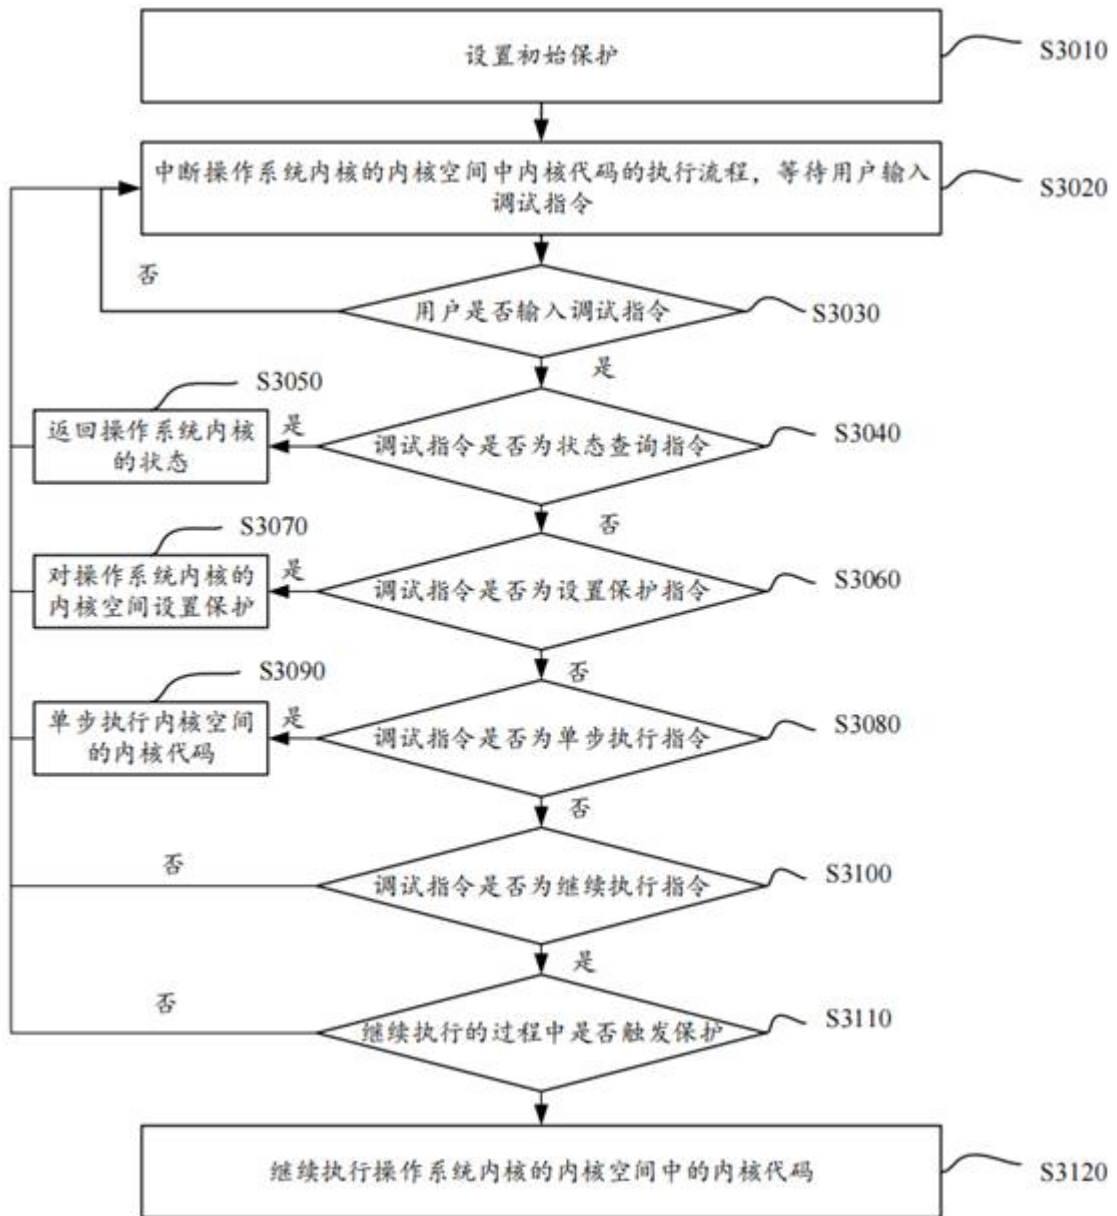 设置初始保护
S3010
中断操作系统内核的内核空间中内核代码的执行流程，等待用户输入
调试指令
S3020
否
用户是否输入调试指令
S3030
是
S3050
返回操作系统内核
的状态
是
调试指令是否为状态查询指令
S3040
否
S3070
对操作系统内核的
内核空间设置保护
是
调试指令是否为设置保护指令
S3060
否
S3090
单步执行内核空间
的内核代码
是
调试指令是否为单步执行指令
S3080
否
否
调试指令是否为继续执行指令
S3100
是
否
继续执行的过程中是否触发保护
S3110
继续执行操作系统内核的内核空间中的内核代码
S3120